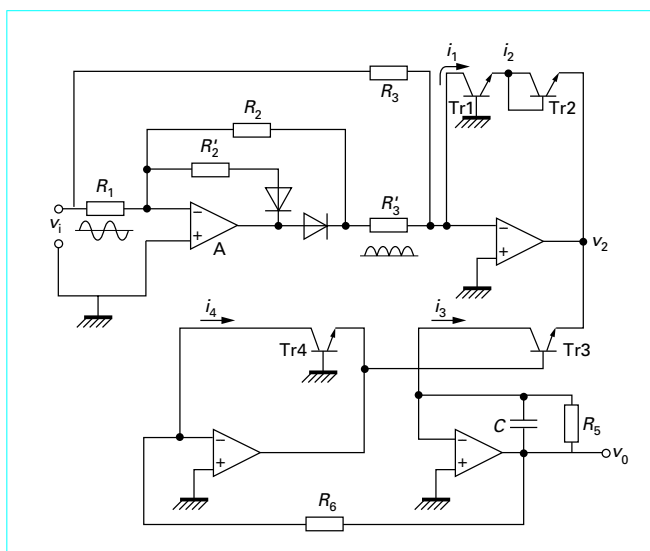 i1 i2
R3
Tr1 Tr2
R2
R′2
R1
R′3
vi
−
+
A
−
+
v2
i4 i3
Tr4
Tr3
C
R5
−
+
−
+
v0
R6